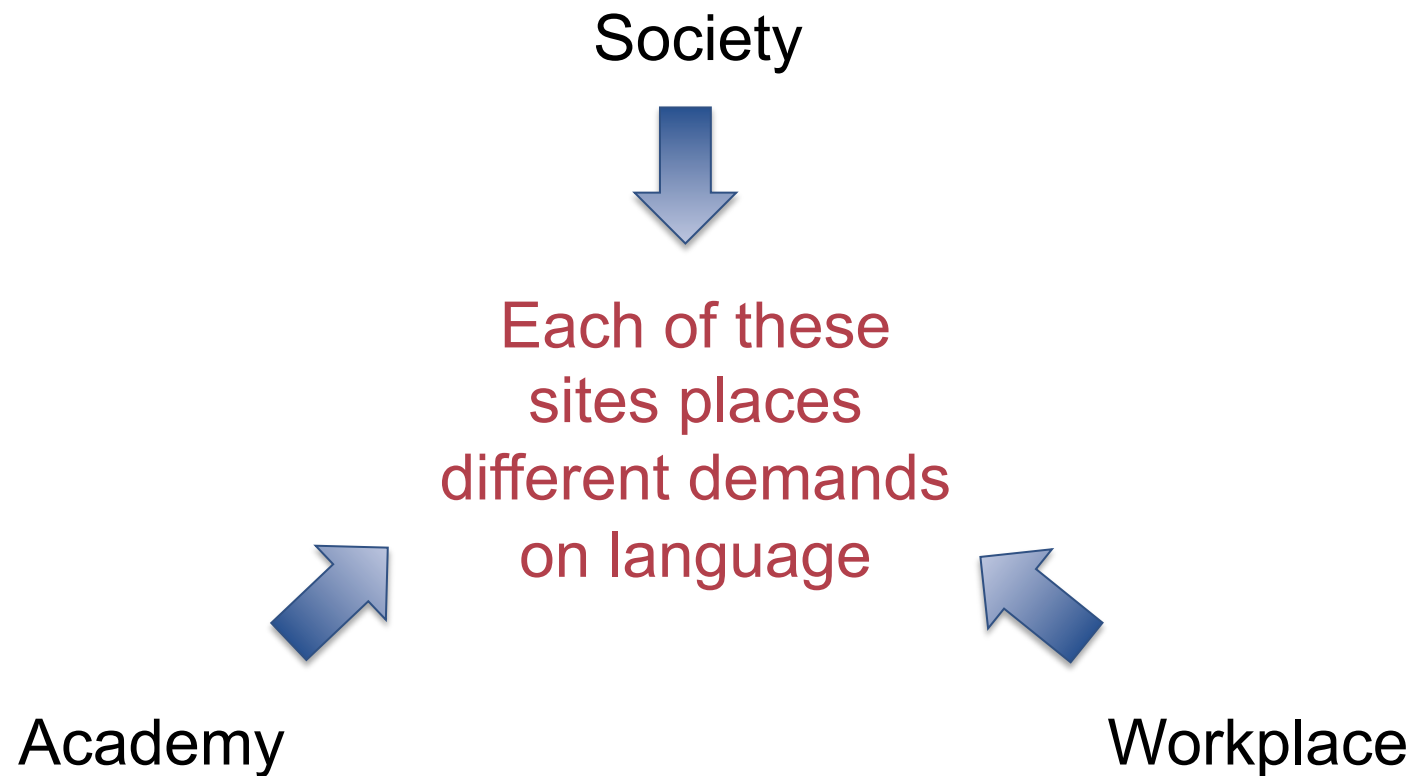 Society
Each of these
sites places
different demands
on language
Academy
Workplace